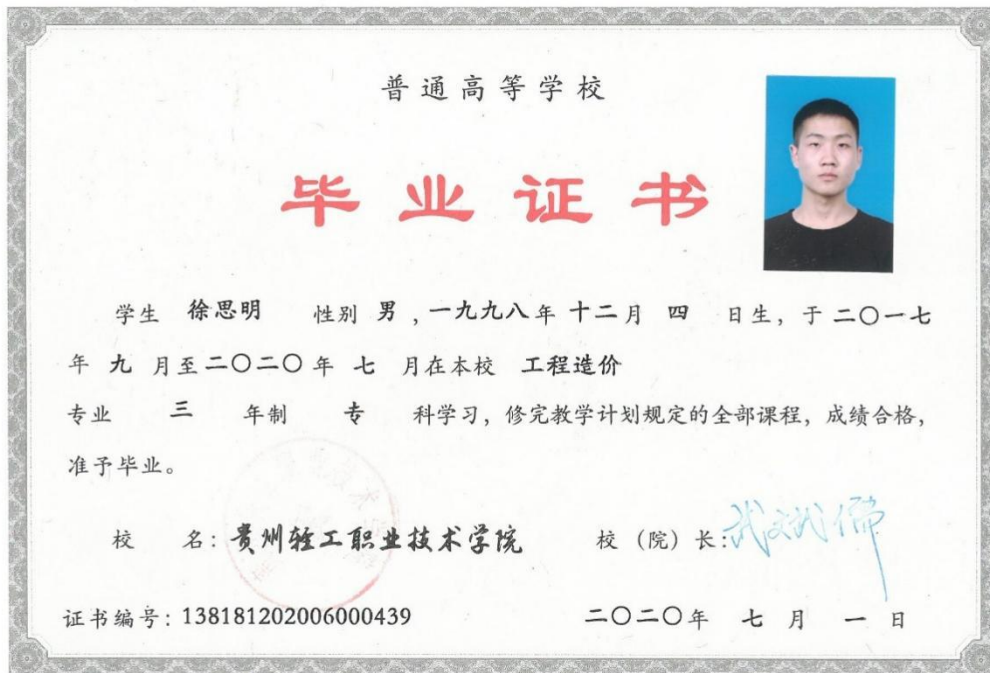 普通高等学校
毕业证书
学生 徐思明 性别 男 ,一九九八年 十二月 四 日生，于二〇一七
年 九 月至二〇二〇年 七 月在本校 工程造价
专业 三 年制 专 科学习，修完教学计划规定的全部课程，成绩合格，
准予毕业。
校 名：贵州轻工职业技术学院 校（院）长：
证书编号：138181202006000439 二〇二〇年 七 月 一 日